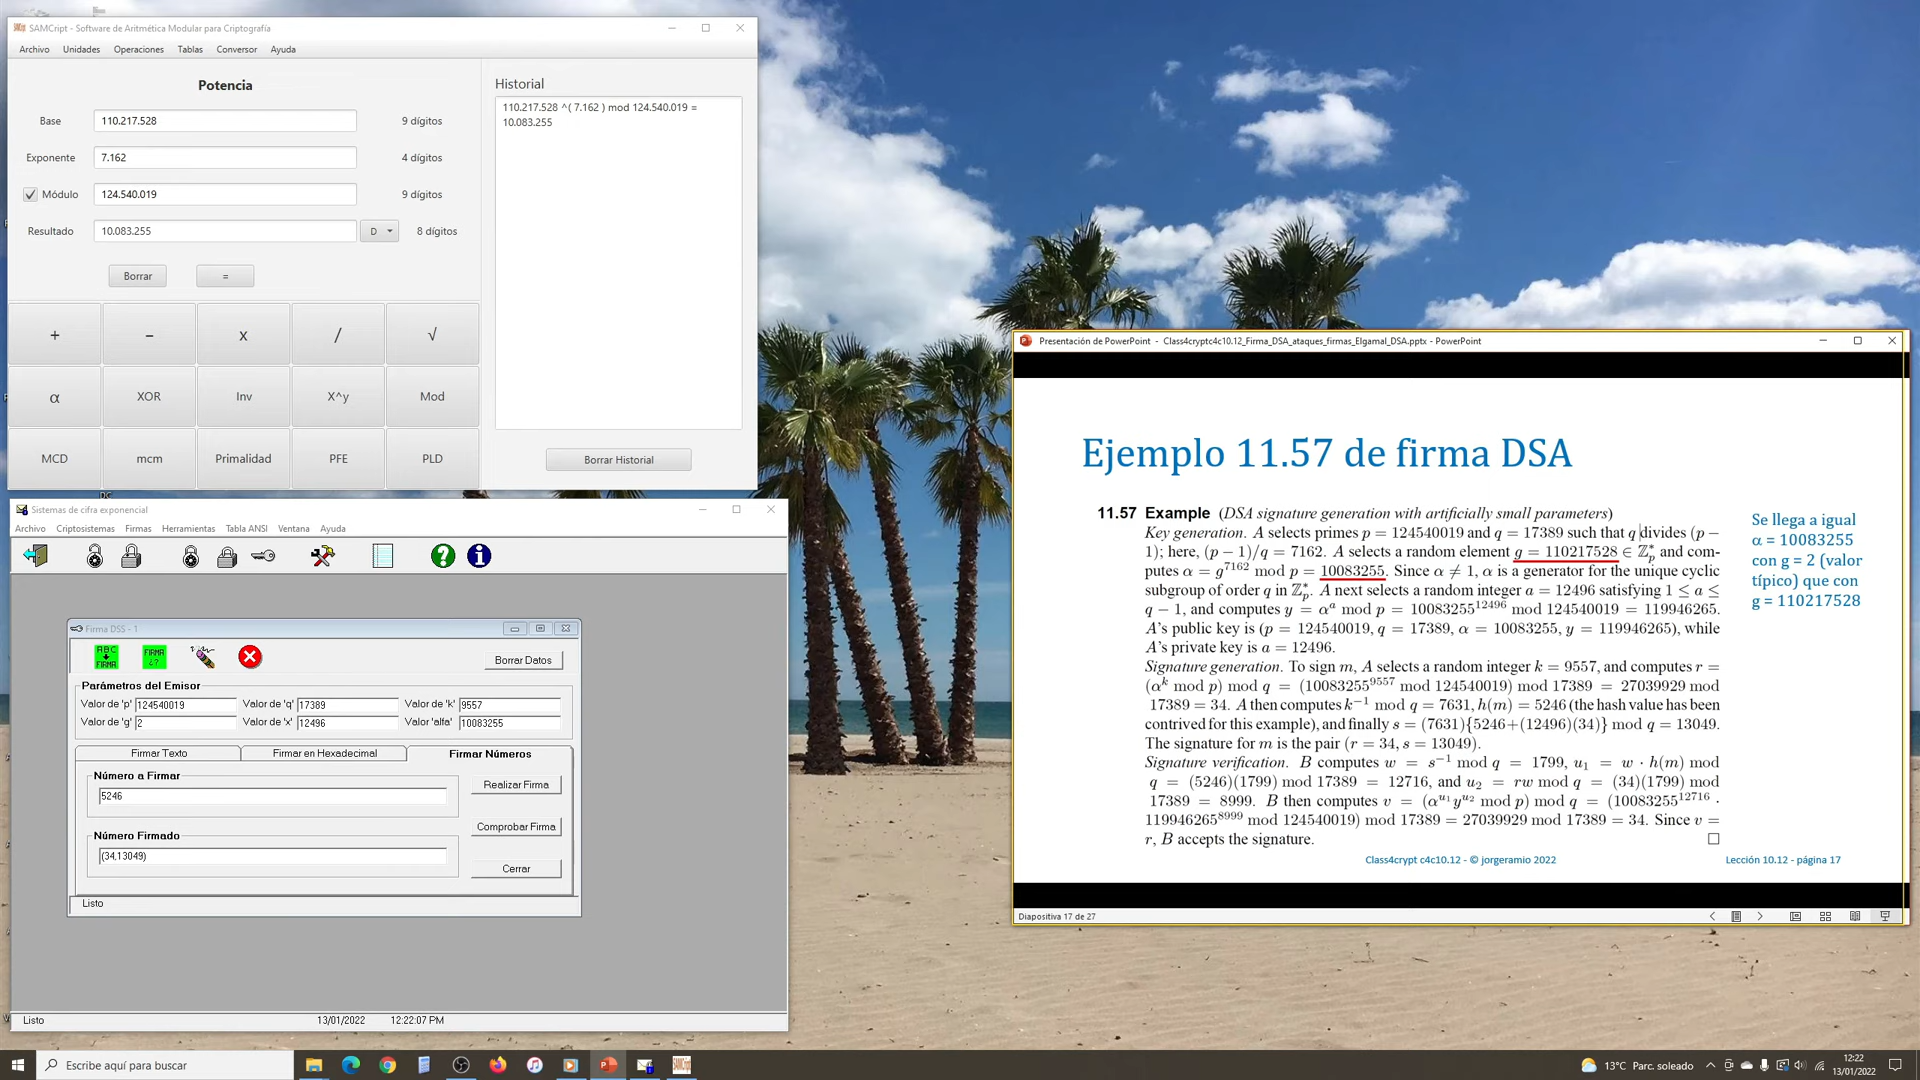 SAMCript - Software de Aritmética Modular para Criptografía
Archivo Unidades Operaciones Tablas Conversor Ayuda
Potencia
Base 110.217.528 9 dígitos
Exponente 7.162 4 dígitos
Módulo 124.540.019 9 dígitos
Resultado 10.083.255 D 8 dígitos
Borrar =
+ − x / √
α XOR Inv X^y Mod
MCD mcm Primalidad PFE PLD
Historial
110.217.528 ^( 7.162 ) mod 124.540.019 =
10.083.255
Borrar Historial
Sistemas de cifra exponencial
Archivo Criptosistemas Firmas Herramientas Tabla ANSI Ventana Ayuda
Firma DSS - 1
ABC FIRMA
FIRMA ¿?
Borrar Datos
Parámetros del Emisor
Valor de 'p' 124540019 Valor de 'q' 17389 Valor de 'k' 9557
Valor de 'g' 2 Valor de 'x' 12496 Valor 'alfa' 10083255
Firmar Texto Firmar en Hexadecimal Firmar Números
Número a Firmar
5246
Número Firmado
(34,13049)
Realizar Firma
Comprobar Firma
Cerrar
Listo
Listo 13/01/2022 12:22:07 PM
Presentación de PowerPoint - Class4cryptc4c10.12_Firma_DSA_ataques_firmas_Elgamal_DSA.pptx - PowerPoint
Ejemplo 11.57 de firma DSA
11.57 Example (DSA signature generation with artificially small parameters)
Key generation. A selects primes p = 124540019 and q = 17389 such that q divides (p −
1); here, (p − 1)/q = 7162. A selects a random element g = 110217528 ∈ ℤ*p and com-
putes α = g^7162 mod p = 10083255. Since α ≠ 1, α is a generator for the unique cyclic
subgroup of order q in ℤ*p. A next selects a random integer a = 12496 satisfying 1 ≤ a ≤
q − 1, and computes y = α^a mod p = 10083255^12496 mod 124540019 = 119946265.
A's public key is (p = 124540019, q = 17389, α = 10083255, y = 119946265), while
A's private key is a = 12496.
Signature generation. To sign m, A selects a random integer k = 9557, and computes r =
(α^k mod p) mod q = (10083255^9557 mod 124540019) mod 17389 = 27039929 mod
17389 = 34. A then computes k^−1 mod q = 7631, h(m) = 5246 (the hash value has been
contrived for this example), and finally s = (7631){5246+(12496)(34)} mod q = 13049.
The signature for m is the pair (r = 34, s = 13049).
Signature verification. B computes w = s^−1 mod q = 1799, u1 = w · h(m) mod
q = (5246)(1799) mod 17389 = 12716, and u2 = rw mod q = (34)(1799) mod
17389 = 8999. B then computes v = (α^u1 y^u2 mod p) mod q = (10083255^12716 ·
119946265^8999 mod 124540019) mod 17389 = 27039929 mod 17389 = 34. Since v =
r, B accepts the signature. □
Se llega a igual
α = 10083255
con g = 2 (valor
típico) que con
g = 110217528
Class4crypt c4c10.12 - © jorgeramio 2022
Lección 10.12 - página 17
Diapositiva 17 de 27
Escribe aquí para buscar
13°C Parc. soleado
12:22
13/01/2022